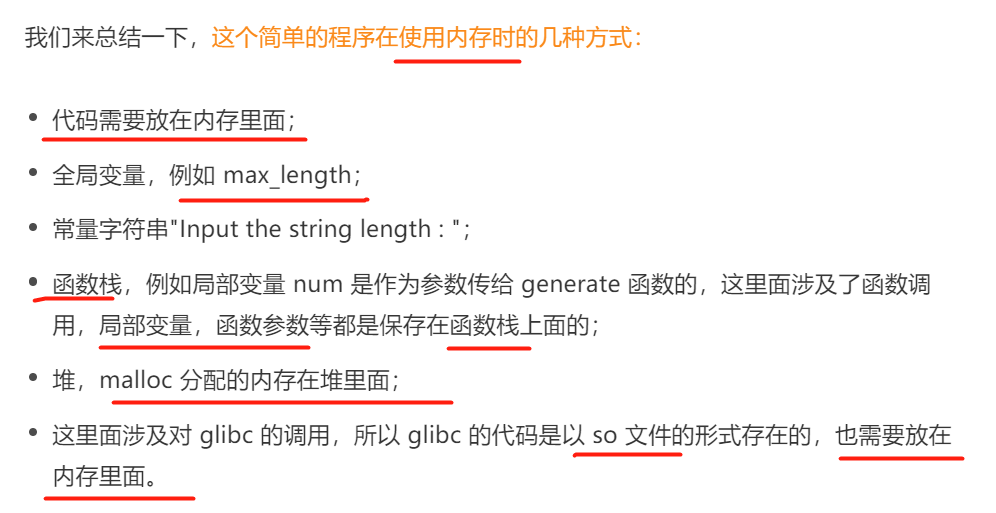 我们来总结一下，这个简单的程序在使用内存时的几种方式：
• 代码需要放在内存里面；
• 全局变量，例如 max_length；
• 常量字符串"Input the string length : "；
• 函数栈，例如局部变量 num 是作为参数传给 generate 函数的，这里面涉及了函数调
用，局部变量，函数参数等都是保存在函数栈上面的；
• 堆，malloc 分配的内存在堆里面；
• 这里面涉及对 glibc 的调用，所以 glibc 的代码是以 so 文件的形式存在的，也需要放在
内存里面。